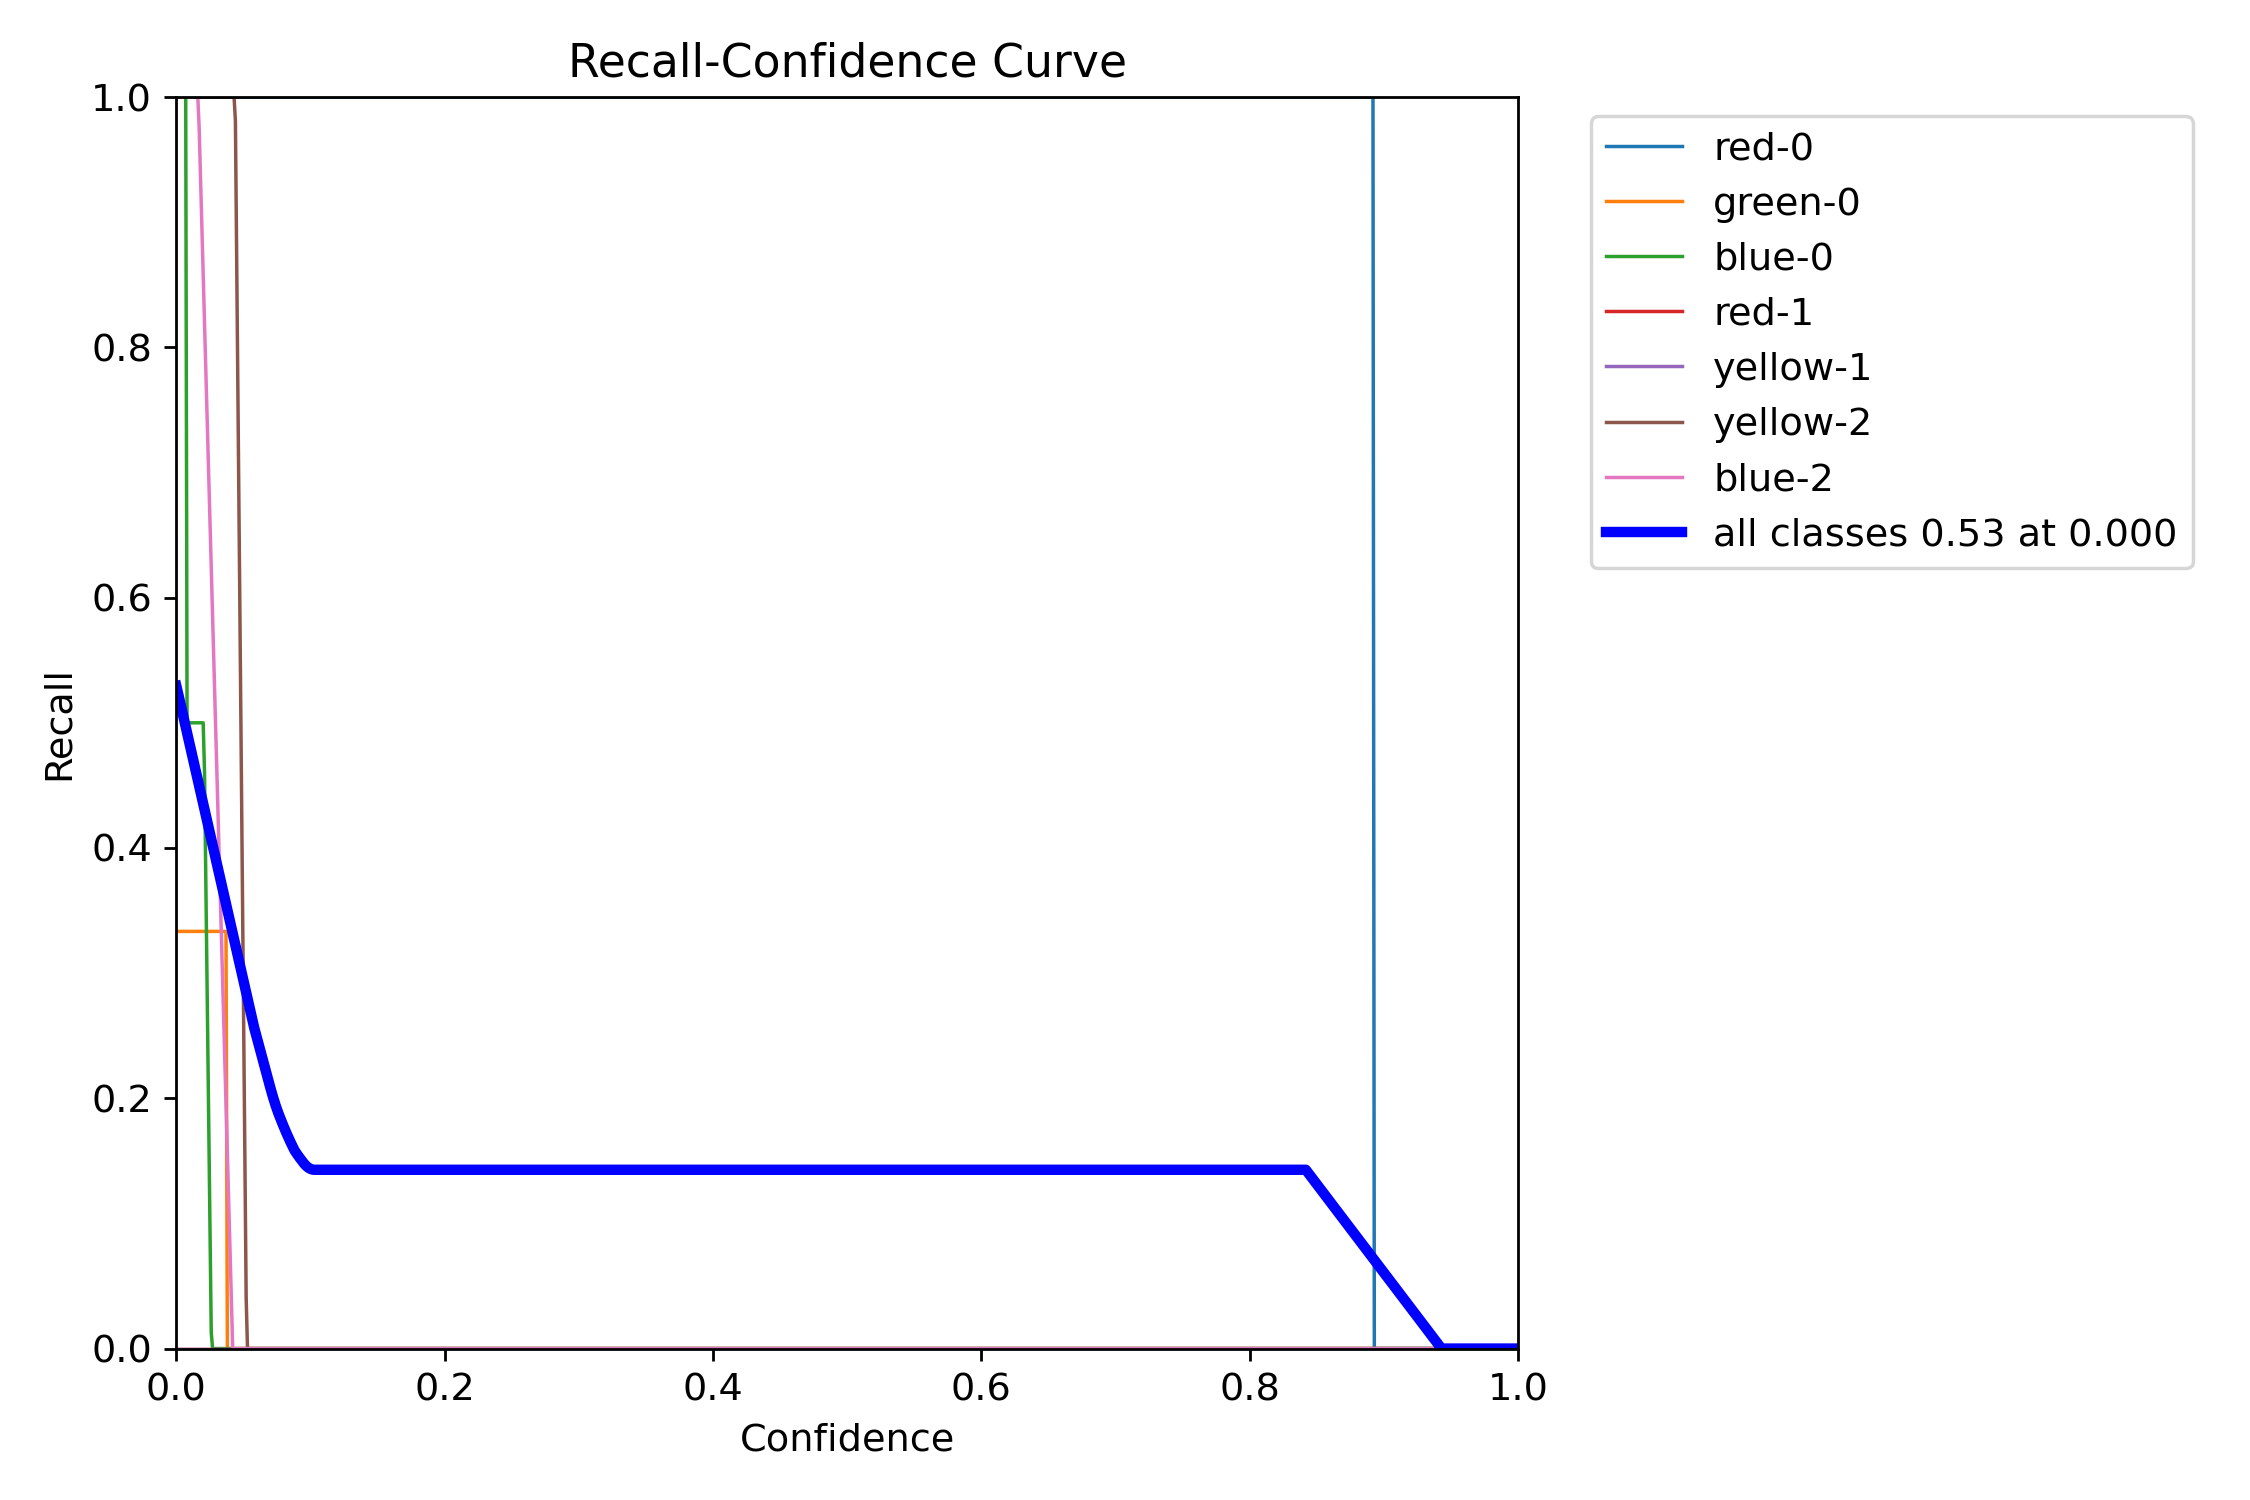 Recall-Confidence Curve
1.0
0.8
0.6
0.4
0.2
0.0
Recall
0.0 0.2 0.4 0.6 0.8 1.0
Confidence
red-0
green-0
blue-0
red-1
yellow-1
yellow-2
blue-2
all classes 0.53 at 0.000